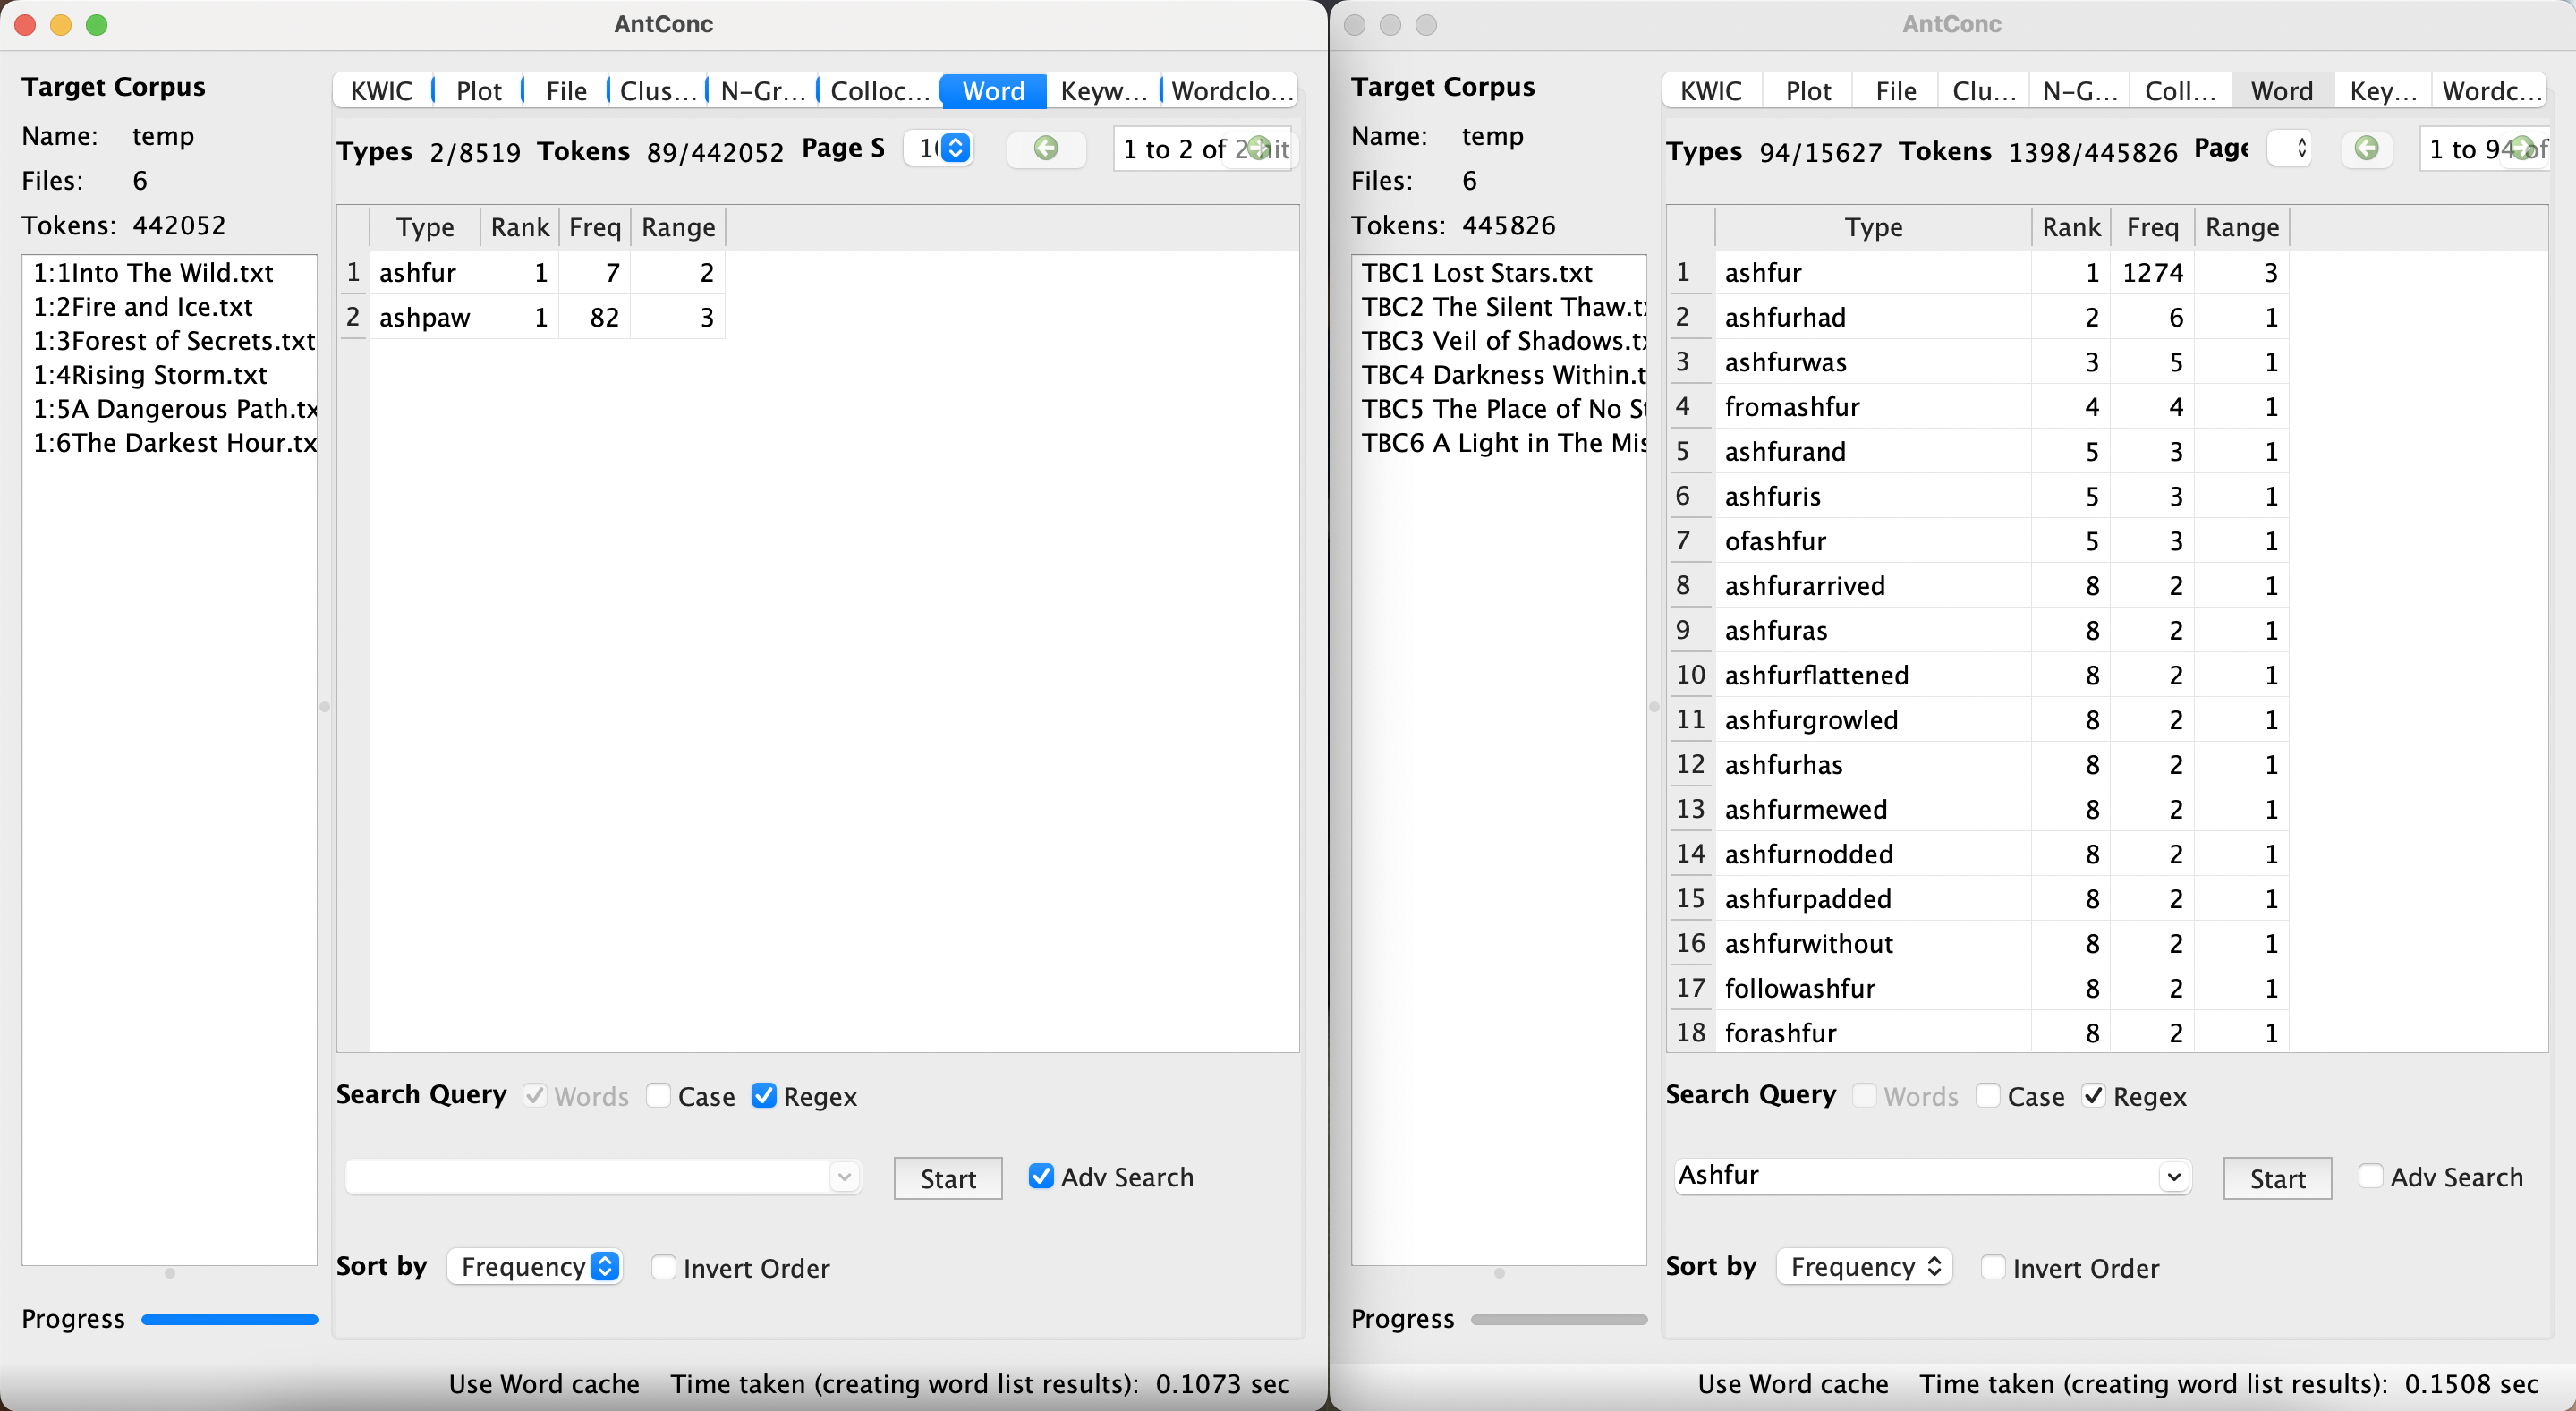 AntConc
Target Corpus
Name: temp
Files: 6
Tokens: 442052
1:1Into The Wild.txt
1:2Fire and Ice.txt
1:3Forest of Secrets.txt
1:4Rising Storm.txt
1:5A Dangerous Path.tx
1:6The Darkest Hour.tx
Progress
KWIC Plot File Clus... N-Gr... Colloc... Word Keyw... Wordclo...
Types 2/8519 Tokens 89/442052 Page S 1 to 2 of 2 hit
Type Rank Freq Range
1 ashfur 1 7 2
2 ashpaw 1 82 3
Search Query Words Case Regex
Start Adv Search
Sort by Frequency Invert Order
Use Word cache Time taken (creating word list results): 0.1073 sec
AntConc
Target Corpus
Name: temp
Files: 6
Tokens: 445826
TBC1 Lost Stars.txt
TBC2 The Silent Thaw.t
TBC3 Veil of Shadows.t
TBC4 Darkness Within.t
TBC5 The Place of No S
TBC6 A Light in The Mis
Progress
KWIC Plot File Clu... N-G... Coll... Word Key... Wordc...
Types 94/15627 Tokens 1398/445826 Page 1 to 94 of
Type Rank Freq Range
1 ashfur 1 1274 3
2 ashfurhad 2 6 1
3 ashfurwas 3 5 1
4 fromashfur 4 4 1
5 ashfurand 5 3 1
6 ashfuris 5 3 1
7 ofashfur 5 3 1
8 ashfurarrived 8 2 1
9 ashfuras 8 2 1
10 ashfurflattened 8 2 1
11 ashfurgrowled 8 2 1
12 ashfurhas 8 2 1
13 ashfurmewed 8 2 1
14 ashfurnodded 8 2 1
15 ashfurpadded 8 2 1
16 ashfurwithout 8 2 1
17 followashfur 8 2 1
18 forashfur 8 2 1
Search Query Words Case Regex
Ashfur Start Adv Search
Sort by Frequency Invert Order
Use Word cache Time taken (creating word list results): 0.1508 sec